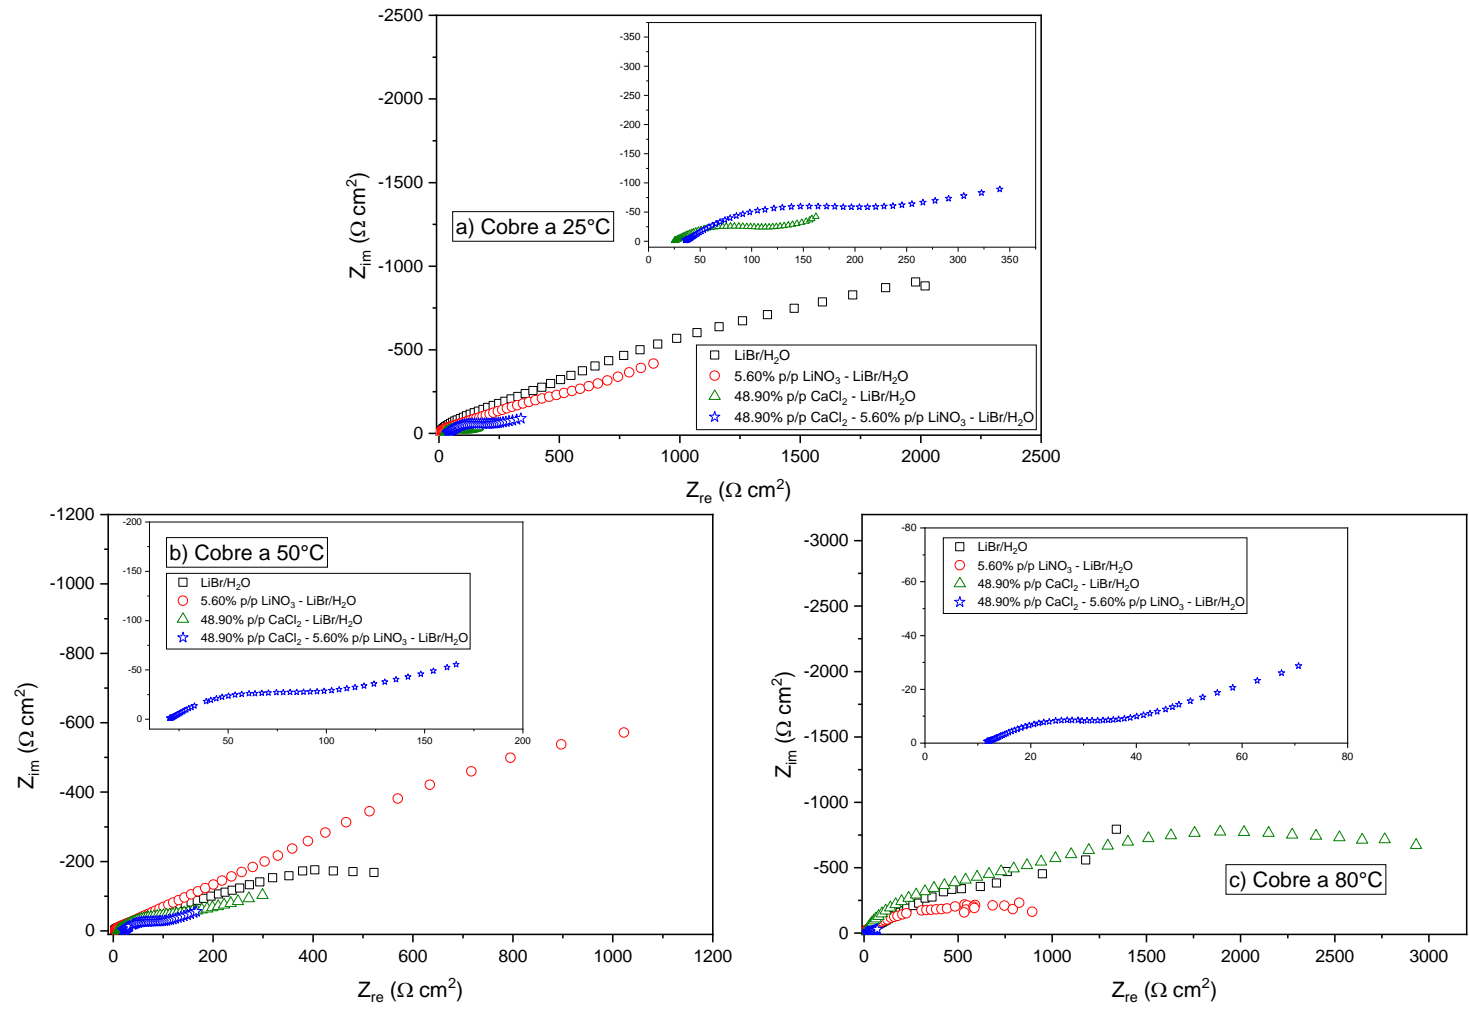 -2500
-2000
-1500
-1000
-500
0
Z_im (Ω cm²)
-350
-300
-250
-200
-150
-100
-50
0
0 50 100 150 200 250 300 350
a) Cobre a 25°C
LiBr/H₂O
5.60% p/p LiNO₃ - LiBr/H₂O
48.90% p/p CaCl₂ - LiBr/H₂O
48.90% p/p CaCl₂ - 5.60% p/p LiNO₃ - LiBr/H₂O
0 500 1000 1500 2000 2500
Z_re (Ω cm²)
-1200
-1000
-800
-600
-400
-200
0
Z_im (Ω cm²)
-200
-150
-100
-50
0
50 100 150 200
b) Cobre a 50°C
LiBr/H₂O
5.60% p/p LiNO₃ - LiBr/H₂O
48.90% p/p CaCl₂ - LiBr/H₂O
48.90% p/p CaCl₂ - 5.60% p/p LiNO₃ - LiBr/H₂O
0 200 400 600 800 1000 1200
Z_re (Ω cm²)
-3000
-2500
-2000
-1500
-1000
-500
0
Z_im (Ω cm²)
-80
-60
-40
-20
0
0 20 40 60 80
LiBr/H₂O
5.60% p/p LiNO₃ - LiBr/H₂O
48.90% p/p CaCl₂ - LiBr/H₂O
48.90% p/p CaCl₂ - 5.60% p/p LiNO₃ - LiBr/H₂O
c) Cobre a 80°C
0 500 1000 1500 2000 2500 3000
Z_re (Ω cm²)